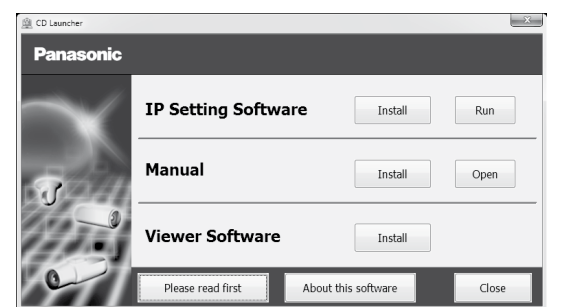 CD Launcher
Panasonic
IP Setting Software Install Run
Manual Install Open
Viewer Software Install
Please read first About this software Close